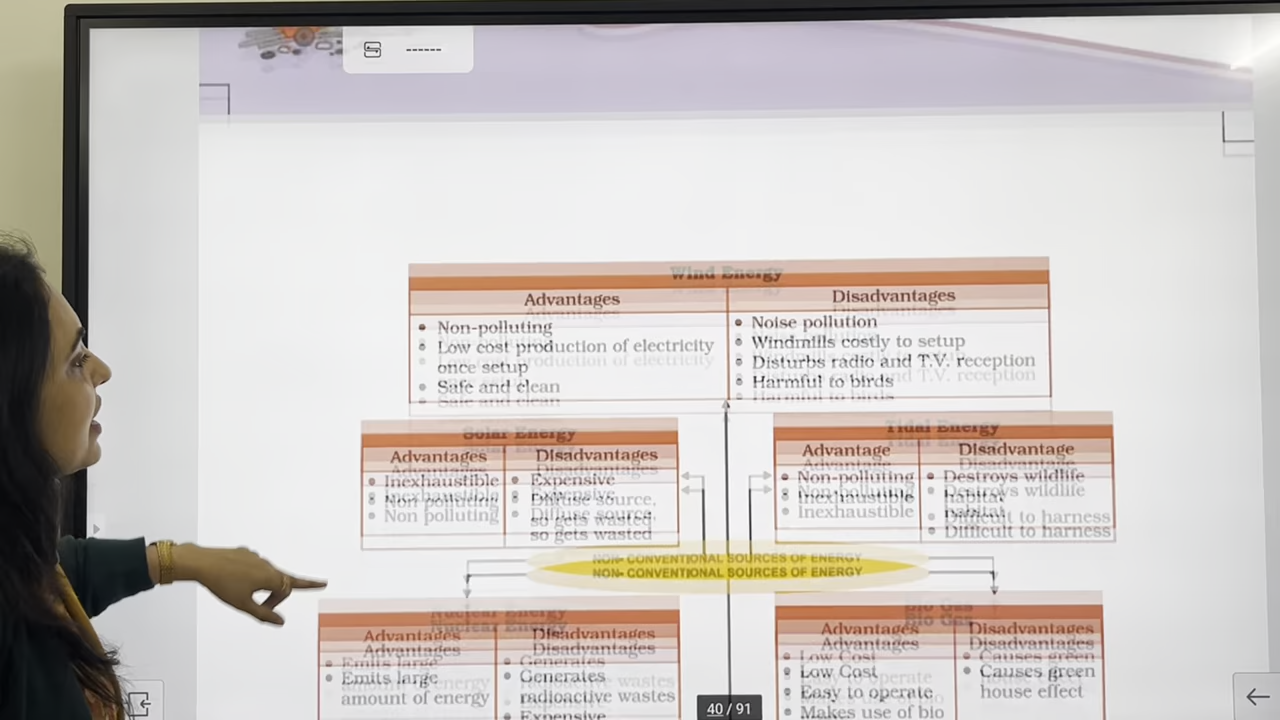 ------
Wind Energy
Advantages
Disadvantages
Non-polluting
Low cost production of electricity
once setup
Safe and clean
Noise pollution
Windmills costly to setup
Disturbs radio and T.V. reception
Harmful to birds
Solar Energy
Advantages
Disadvantages
Inexhaustible
Non polluting
Expensive
Diffuse source,
so gets wasted
Tidal Energy
Advantage
Disadvantage
Non-polluting
Inexhaustible
Destroys wildlife
habitat
Difficult to harness
NON- CONVENTIONAL SOURCES OF ENERGY
Nuclear Energy
Advantages
Disadvantages
Emits large
amount of energy
Generates
radioactive wastes
Expensive
Bio Gas
Advantages
Disadvantages
Low Cost
Easy to operate
Makes use of bio
Causes green
house effect
40 / 91